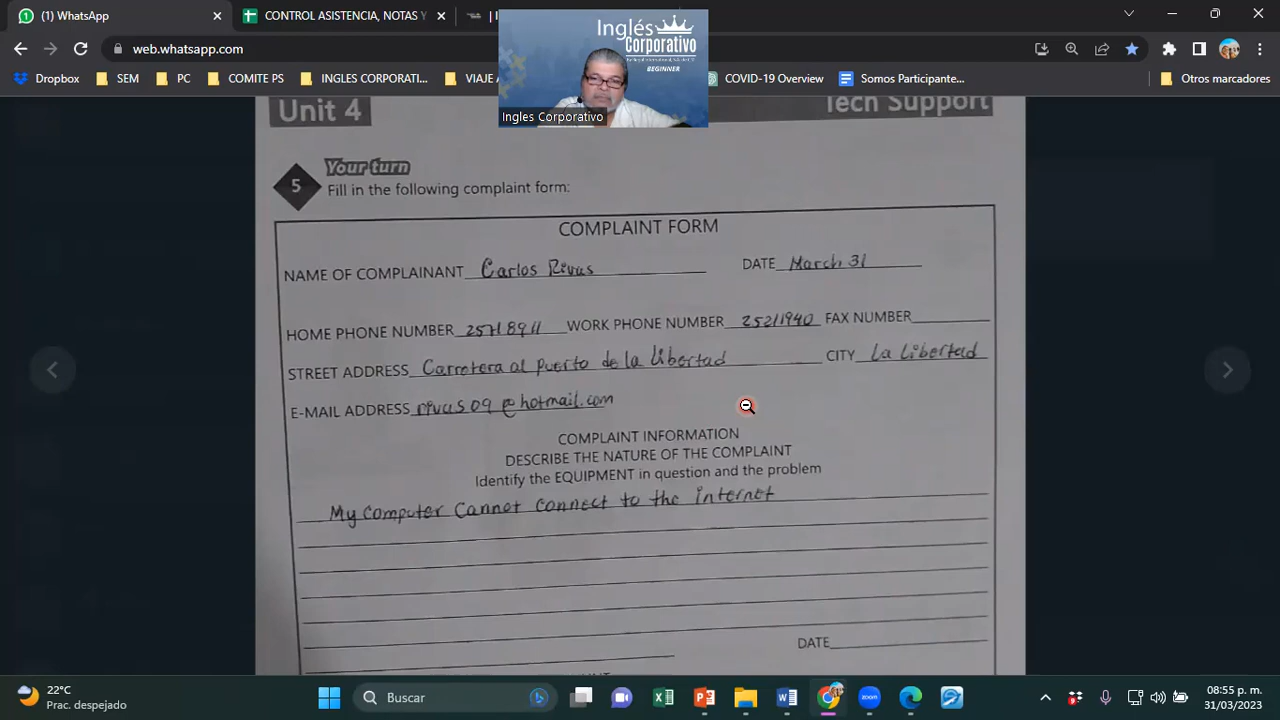 (1) WhatsApp
CONTROL ASISTENCIA, NOTAS Y
web.whatsapp.com
Dropbox SEM PC COMITE PS INGLES CORPORATI... VIAJE COVID-19 Overview Somos Participante... Otros marcadores
Inglés
Corporativo
BEGINNER
Ingles Corporativo
Unit 4 Tech Support
5 Your turn
Fill in the following complaint form:
COMPLAINT FORM
NAME OF COMPLAINANT Carlos Rivas DATE March 31
HOME PHONE NUMBER 25718911 WORK PHONE NUMBER 25211940 FAX NUMBER
STREET ADDRESS Carretera al puerto de la libertad CITY La libertad
E-MAIL ADDRESS rivas09@hotmail.com
COMPLAINT INFORMATION
DESCRIBE THE NATURE OF THE COMPLAINT
Identify the EQUIPMENT in question and the problem
My computer Cannot connect to the internet
DATE
22°C
Prac. despejado
Buscar
08:55 p. m.
31/03/2023